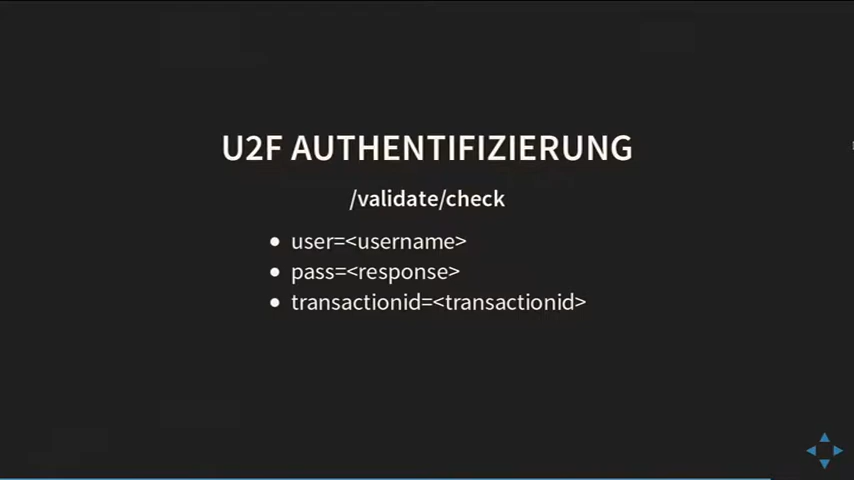 U2F AUTHENTIFIZIERUNG
/validate/check
user=<username>
pass=<response>
transactionid=<transactionid>